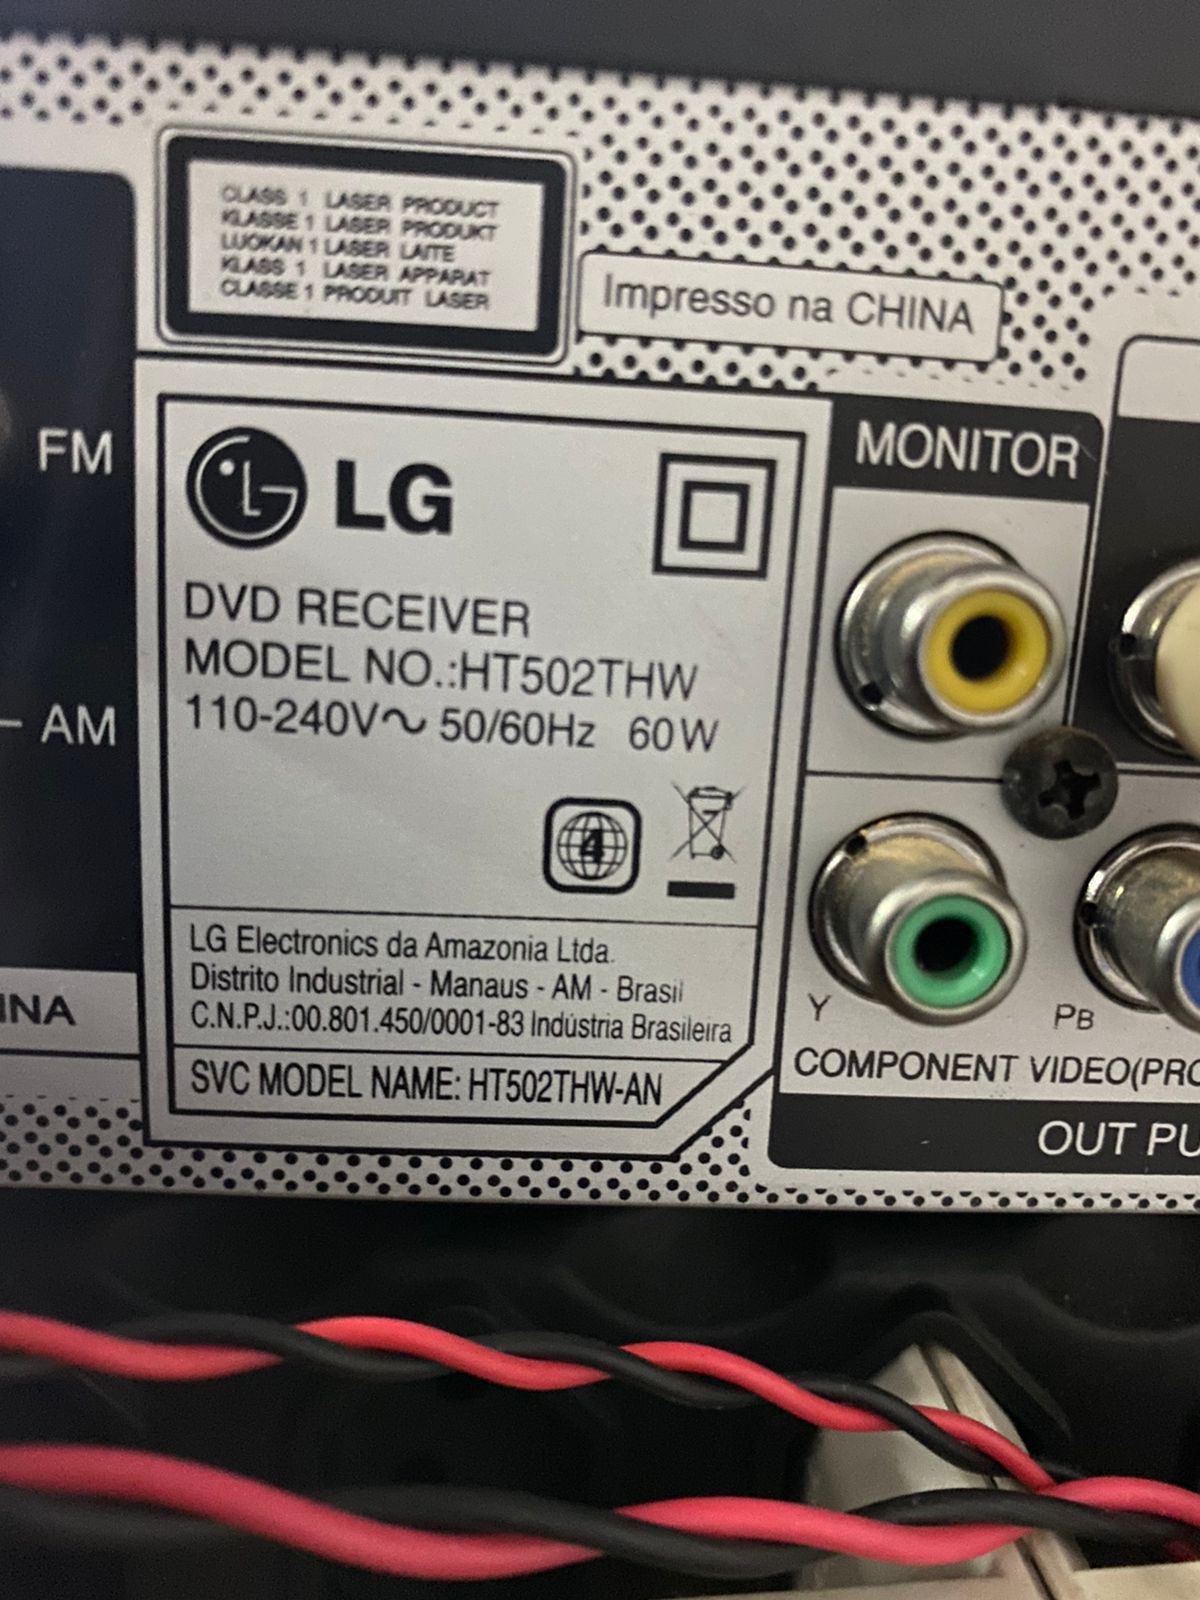 CLASS 1 LASER PRODUCT
KLASSE 1 LASER PRODUKT
LUOKAN 1 LASER LAITE
KLASS 1 LASER APPARAT
CLASSE 1 PRODUIT LASER
Impresso na CHINA
FM
AM
INA
LG
DVD RECEIVER
MODEL NO.:HT502THW
110-240V~ 50/60Hz 60W
4
LG Electronics da Amazonia Ltda.
Distrito Industrial - Manaus - AM - Brasil
C.N.P.J.:00.801.450/0001-83 Indústria Brasileira
SVC MODEL NAME: HT502THW-AN
MONITOR
Y
PB
COMPONENT VIDEO(PRO
OUT PU